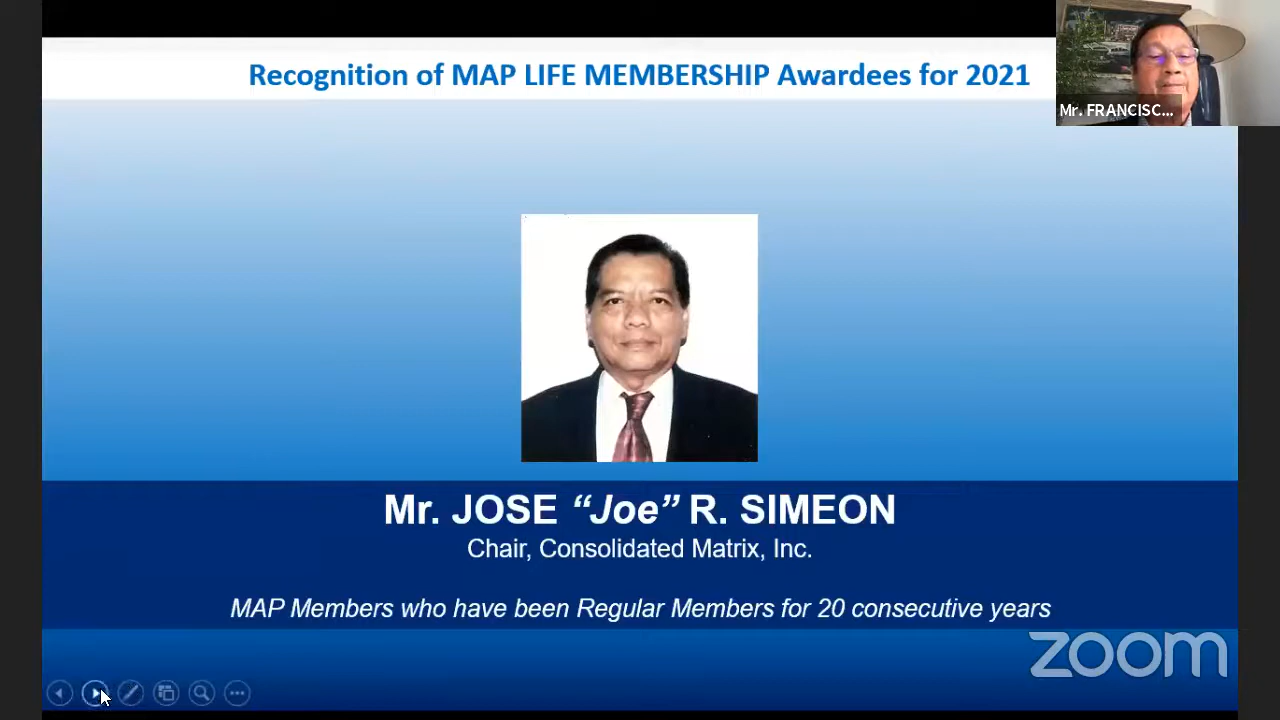 Recognition of MAP LIFE MEMBERSHIP Awardees for 2021
Mr. FRANCISC...
Mr. JOSE “Joe” R. SIMEON
Chair, Consolidated Matrix, Inc.
MAP Members who have been Regular Members for 20 consecutive years
zoom